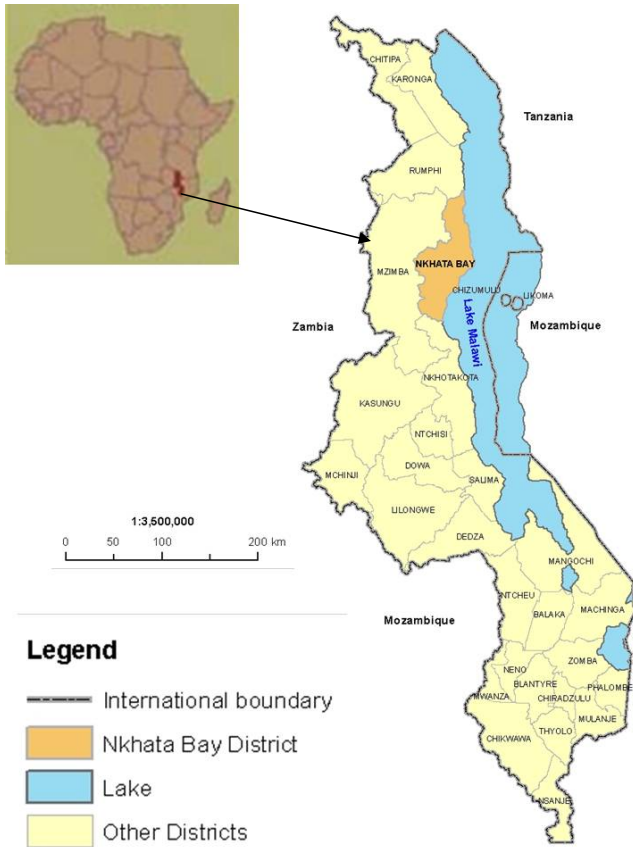 CHITIPA
KARONGA
Tanzania
RUMPHI
NKHATA BAY
MZIMBA
CHIZUMULU
LIKOMA
Lake Malawi
Zambia
Mozambique
NKHOTAKOTA
KASUNGU
NTCHISI
DOWA
MCHINJI
SALIMA
LILONGWE
DEDZA
1:3,500,000
0 50 100 200 km
MANGOCHI
NTCHEU
MACHINGA
BALAKA
Mozambique
ZOMBA
NENO
BLANTYRE
PHALOMBE
MWANZA
CHIRADZULU
MULANJE
THYOLO
CHIKWAWA
NSANJE
Legend
International boundary
Nkhata Bay District
Lake
Other Districts